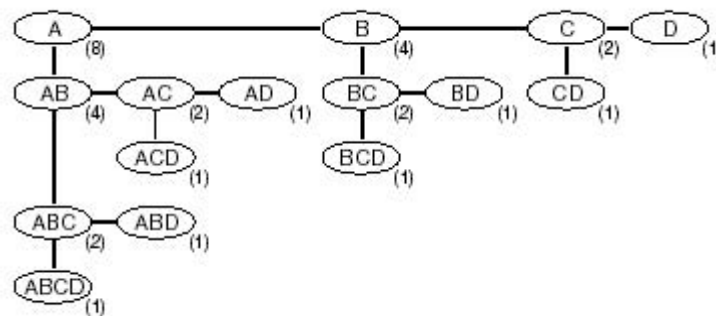 A (8) B (4) C (2) D (1
AB (4) AC (2) AD (1) BC (2) BD (1) CD (1)
ACD (1) BCD (1)
ABC (2) ABD (1)
ABCD (1)